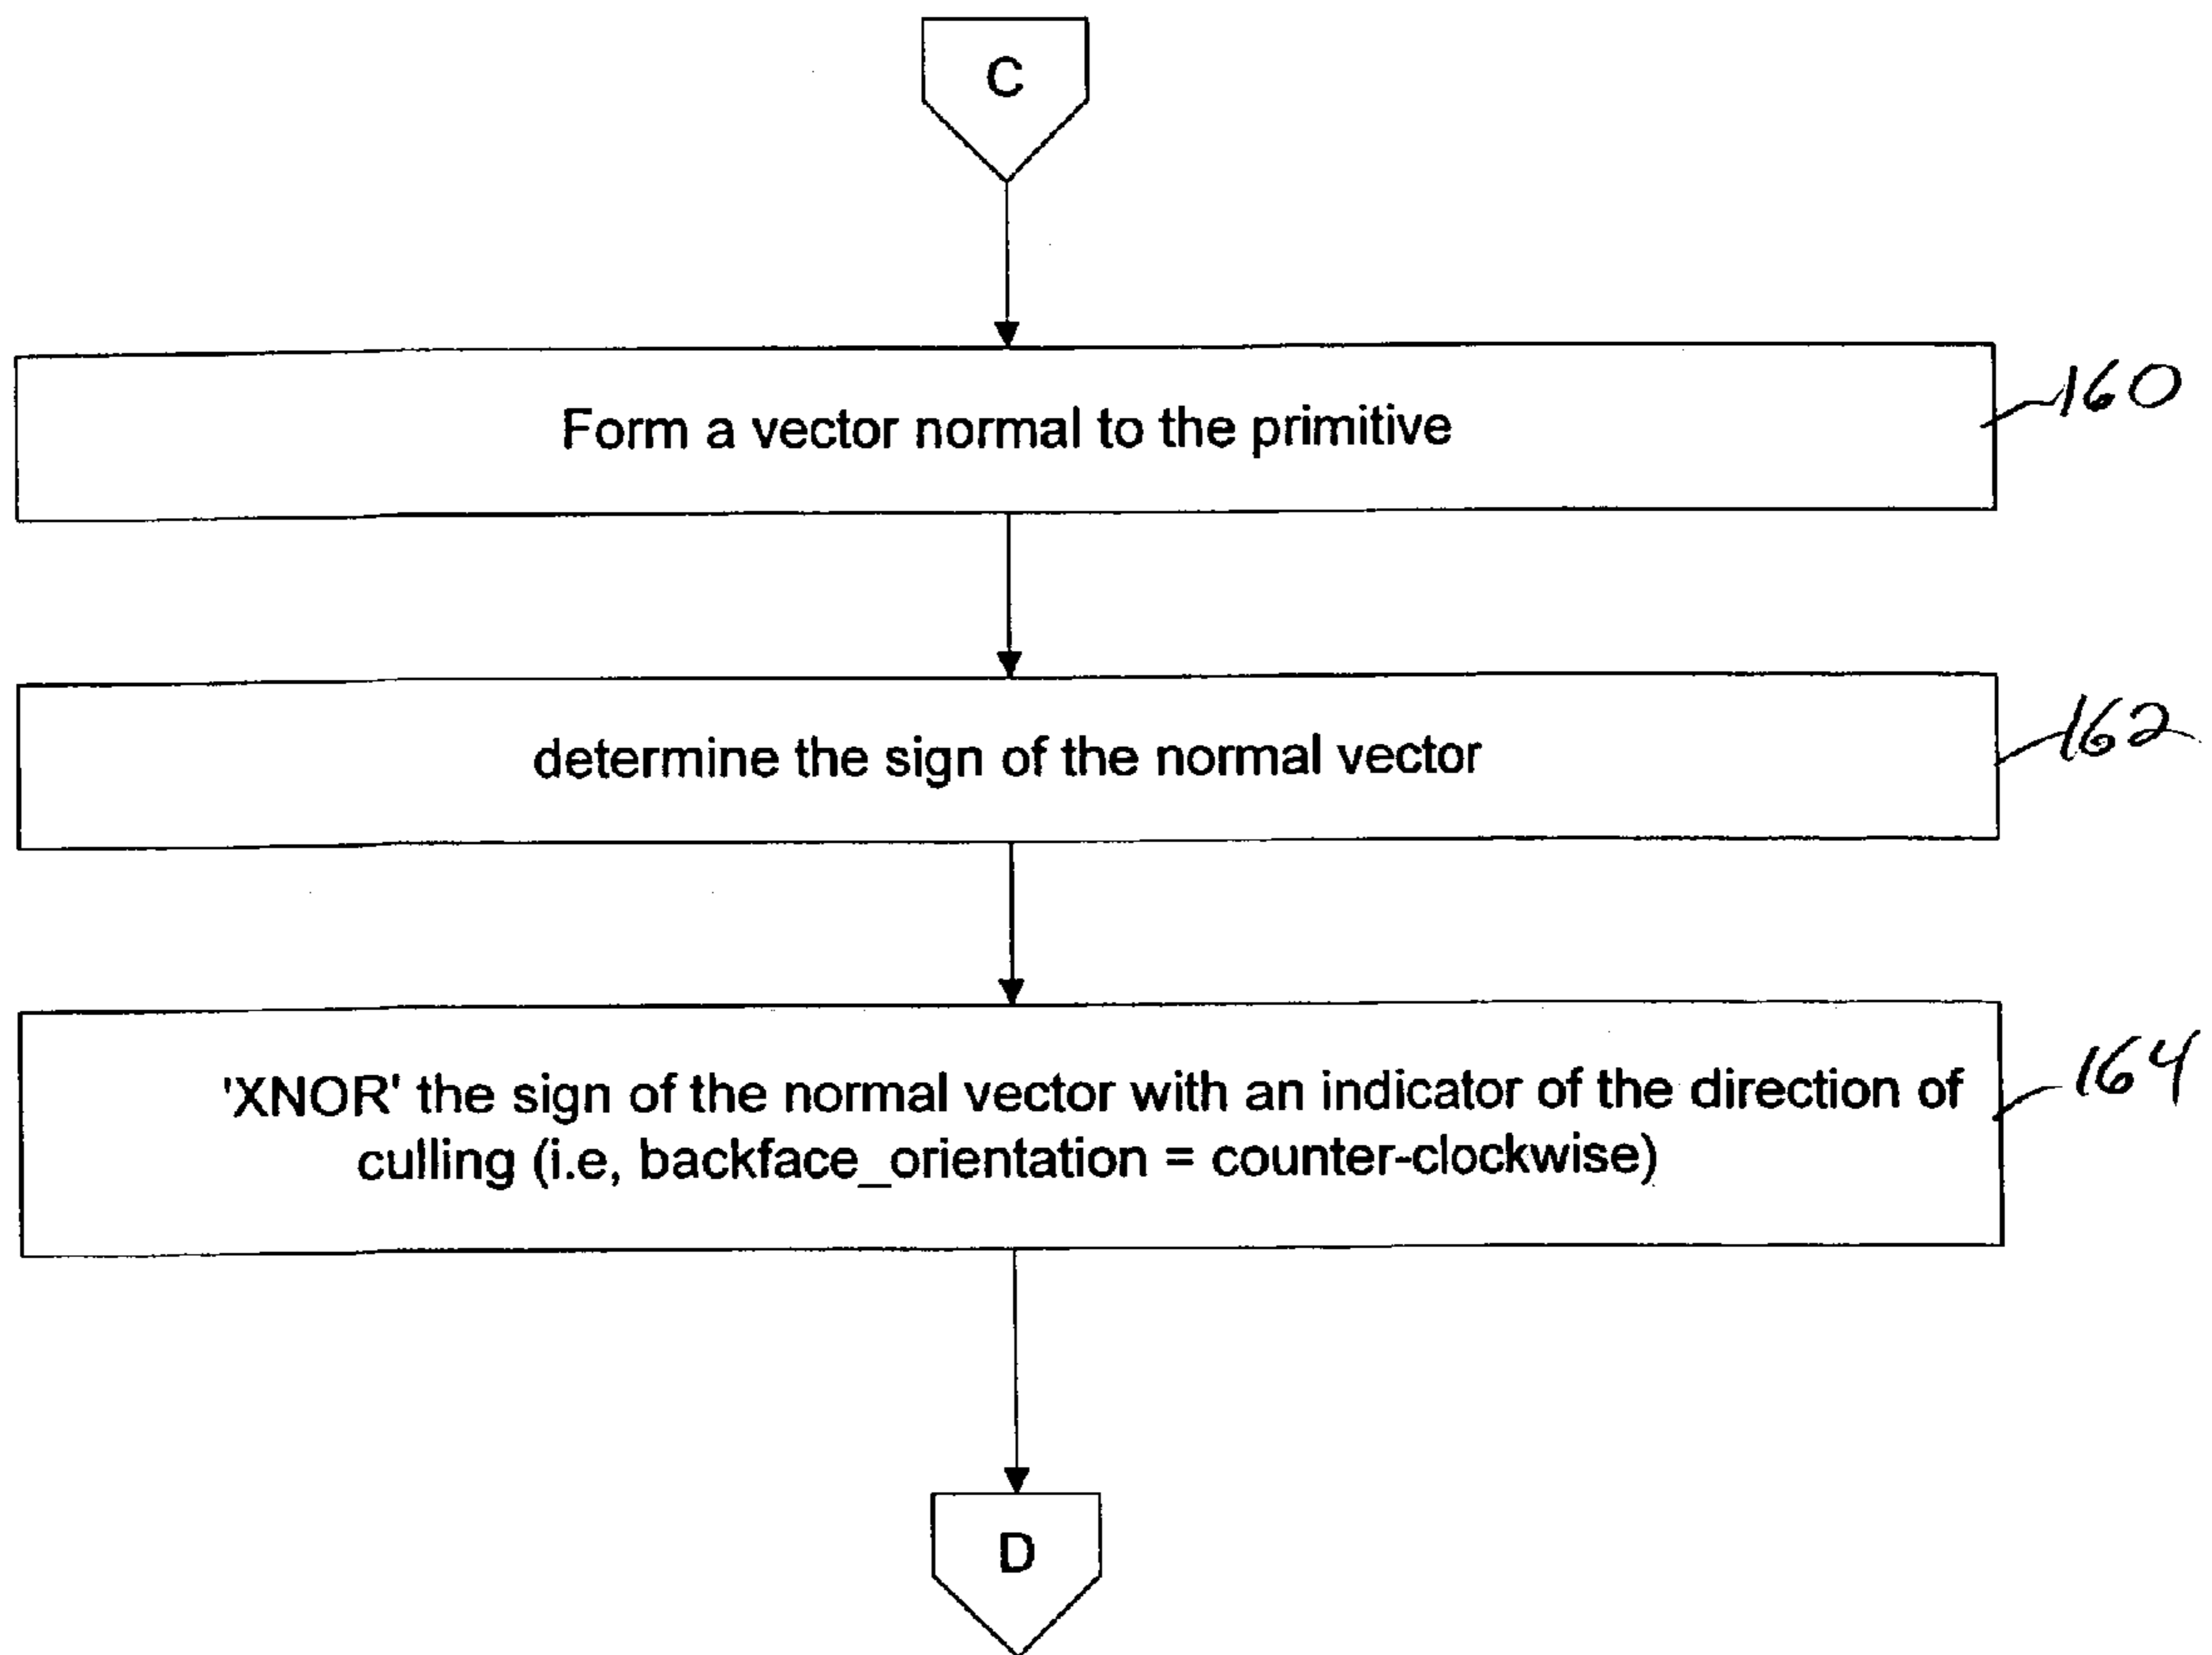 C
Form a vector normal to the primitive
160
determine the sign of the normal vector
162
'XNOR' the sign of the normal vector with an indicator of the direction of
culling (i.e, backface_orientation = counter-clockwise)
164
D